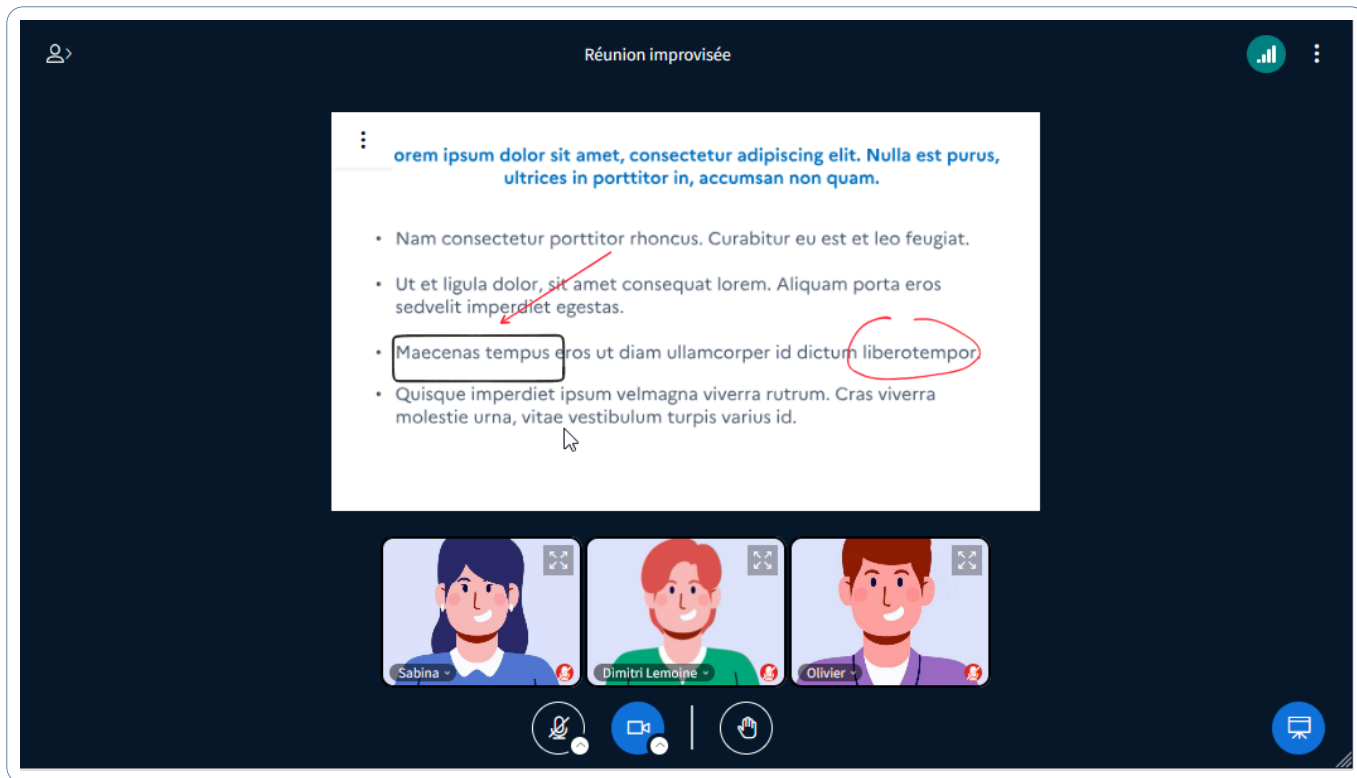 Réunion improvisée
orem ipsum dolor sit amet, consectetur adipiscing elit. Nulla est purus,
ultrices in porttitor in, accumsan non quam.
• Nam consectetur porttitor rhoncus. Curabitur eu est et leo feugiat.
• Ut et ligula dolor, sit amet consequat lorem. Aliquam porta eros
sedvelit imperdiet egestas.
• Maecenas tempus eros ut diam ullamcorper id dictum liberotempor.
• Quisque imperdiet ipsum velmagna viverra rutrum. Cras viverra
molestie urna, vitae vestibulum turpis varius id.
Sabina
Dimitri Lemoine
Olivier